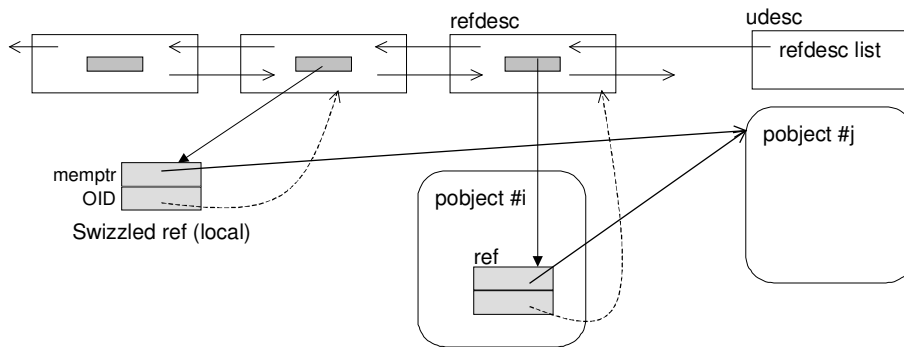 refdesc
udesc
refdesc list
pobject #j
memptr
OID
Swizzled ref (local)
pobject #i
ref